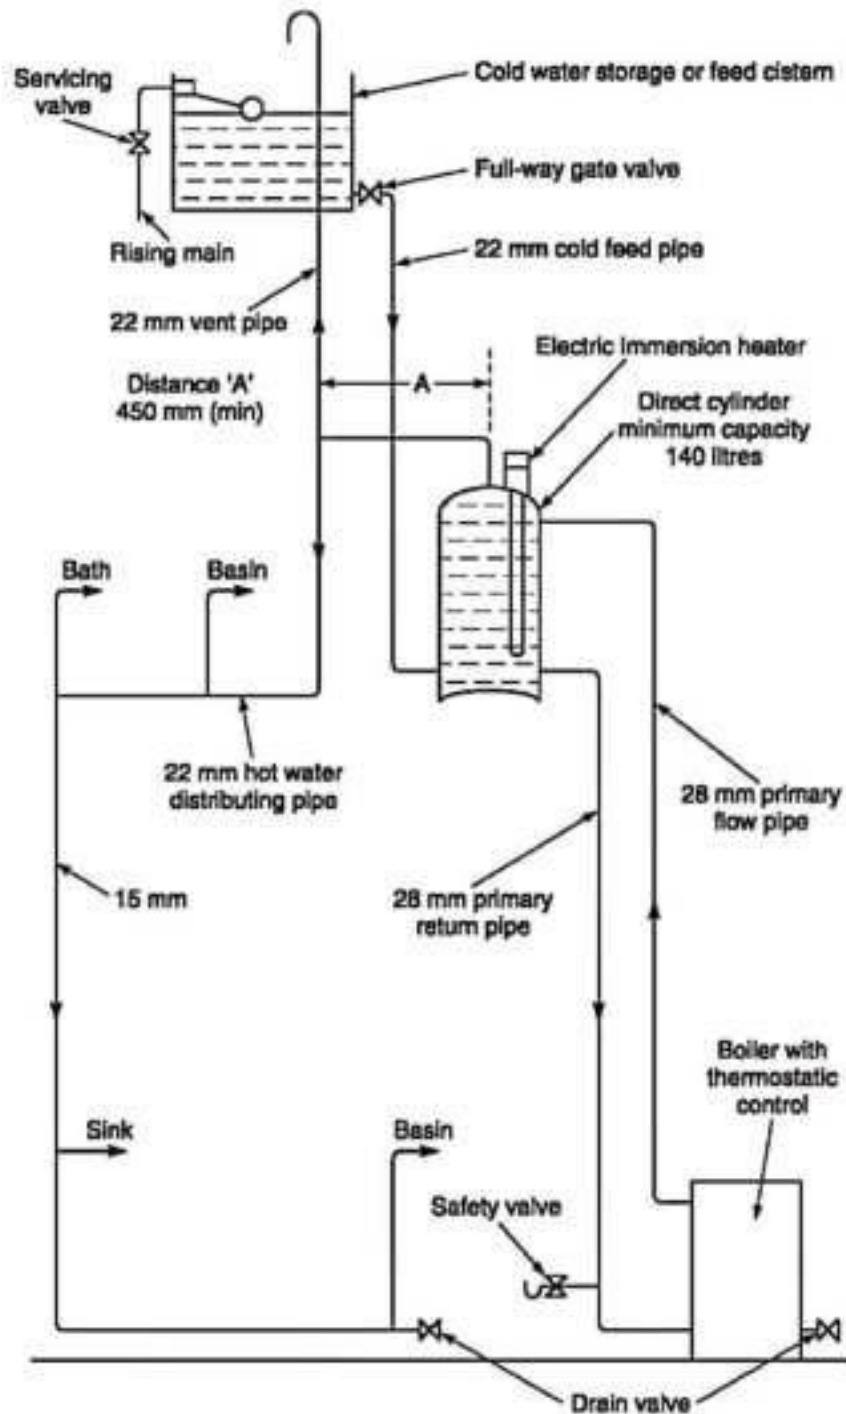 Servicing
valve
Cold water storage or feed cistern
Full-way gate valve
Rising main
22 mm cold feed pipe
22 mm vent pipe
Electric immersion heater
Distance 'A'
450 mm (min)
A
Direct cylinder
minimum capacity
140 litres
Bath
Basin
22 mm hot water
distributing pipe
28 mm primary
flow pipe
15 mm
28 mm primary
return pipe
Boiler with
thermostatic
control
Sink
Basin
Safety valve
Drain valve